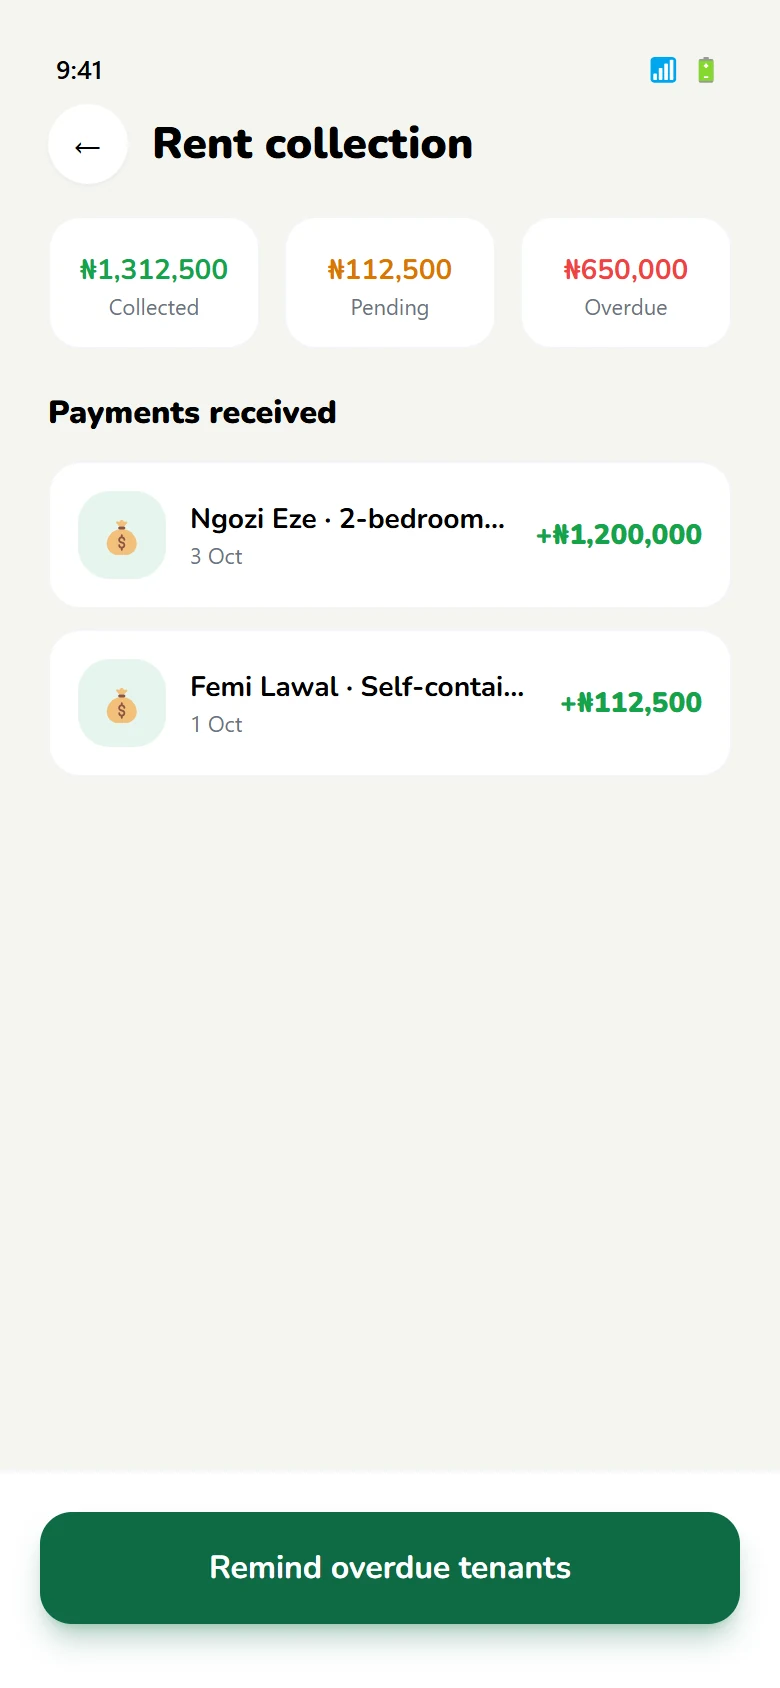 9:41
← Rent collection
₦1,312,500 ₦112,500 ₦650,000
Collected Pending Overdue
Payments received
Ngozi Eze · 2-bedroom...
3 Oct
+₦1,200,000
Femi Lawal · Self-contai...
1 Oct
+₦112,500
Remind overdue tenants